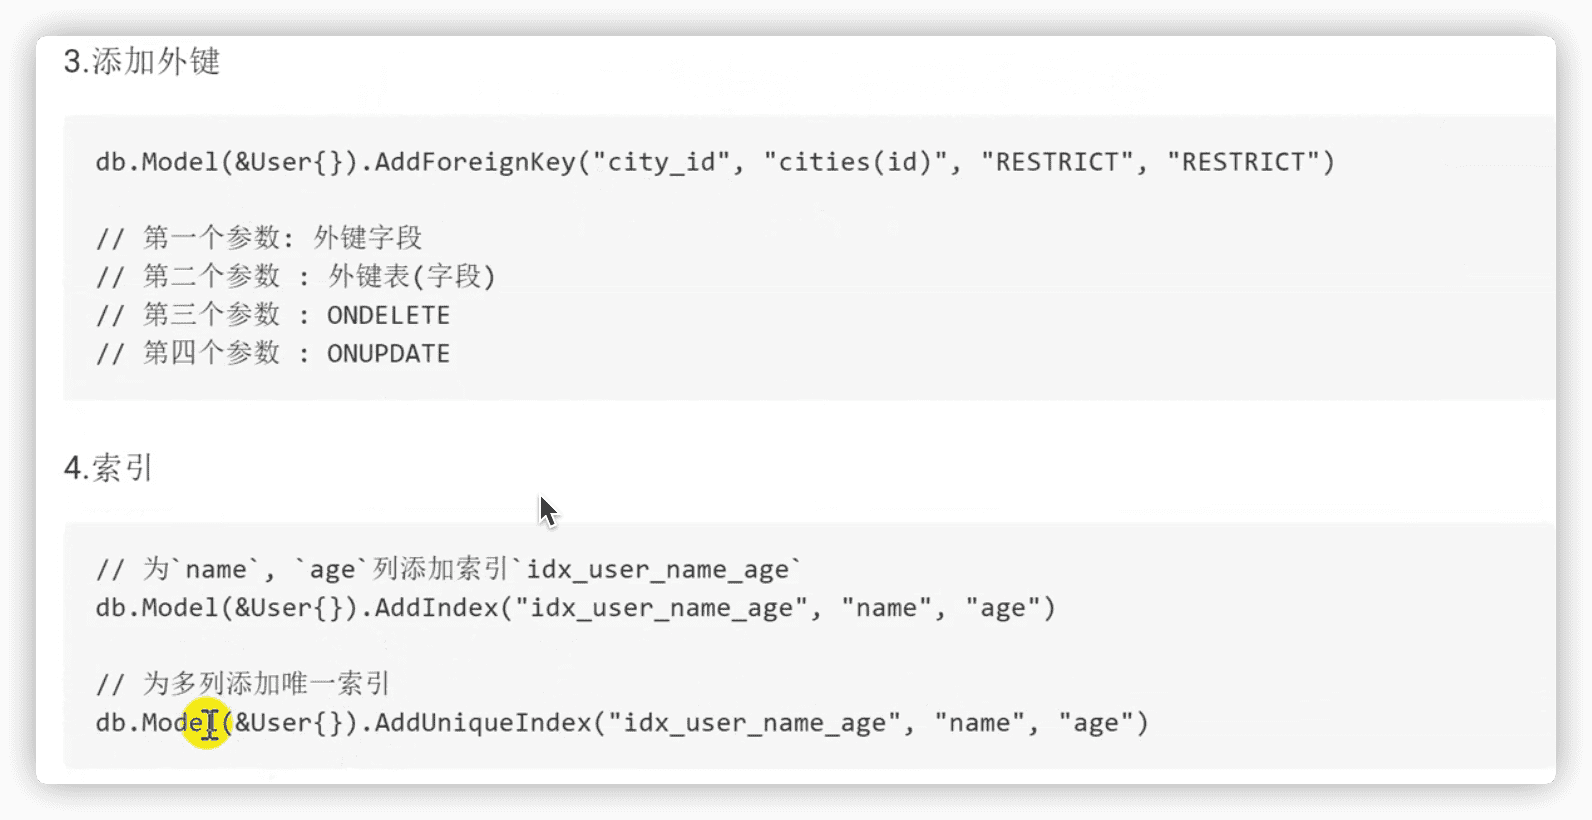 3.添加外键
db.Model(&User{}).AddForeignKey("city_id", "cities(id)", "RESTRICT", "RESTRICT")
// 第一个参数: 外键字段
// 第二个参数 : 外键表(字段)
// 第三个参数 : ONDELETE
// 第四个参数 : ONUPDATE
4.索引
// 为`name`, `age`列添加索引`idx_user_name_age`
db.Model(&User{}).AddIndex("idx_user_name_age", "name", "age")
// 为多列添加唯一索引
db.Model(&User{}).AddUniqueIndex("idx_user_name_age", "name", "age")